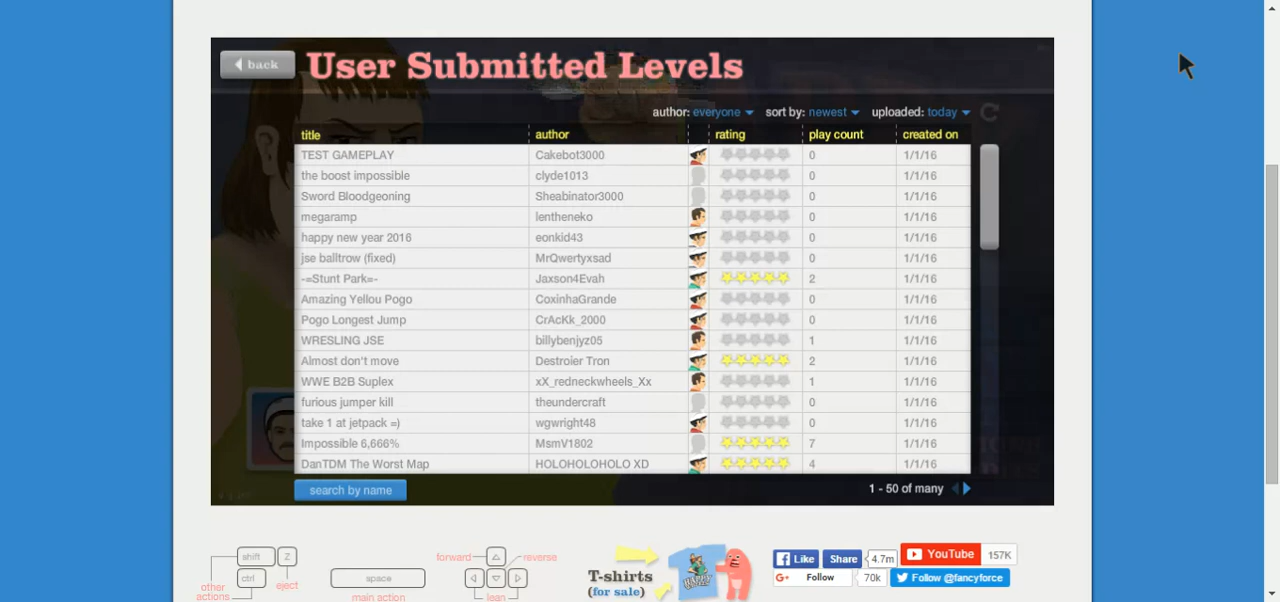 back
User Submitted Levels
author: everyone sort by: newest uploaded: today
title author rating play count created on
TEST GAMEPLAY Cakebot3000 0 1/1/16
the boost impossible clyde1013 0 1/1/16
Sword Bloodgeoning Sheabinator3000 0 1/1/16
megaramp lentheneko 0 1/1/16
happy new year 2016 eonkid43 0 1/1/16
jse balltrow (fixed) MrQwertyxsad 0 1/1/16
-=Stunt Park=- Jaxson4Evah 2 1/1/16
Amazing Yellou Pogo CoxinhaGrande 0 1/1/16
Pogo Longest Jump CrAcKk_2000 0 1/1/16
WRESLING JSE billybenjyz05 1 1/1/16
Almost don't move Destroier Tron 2 1/1/16
WWE B2B Suplex xX_redneckwheels_Xx 1 1/1/16
furious jumper kill theundercraft 0 1/1/16
take 1 at jetpack =) wgwright48 0 1/1/16
Impossible 6,666% MsmV1802 7 1/1/16
DanTDM The Worst Map HOLOHOLOHOLO XD 4 1/1/16
search by name 1 - 50 of many
shift Z
ctrl
other actions
eject
space
main action
forward
reverse
lean
T-shirts
(for sale)
HAPPY
Like Share 4.7m YouTube 157K
G+ Follow 70k Follow @fancyforce